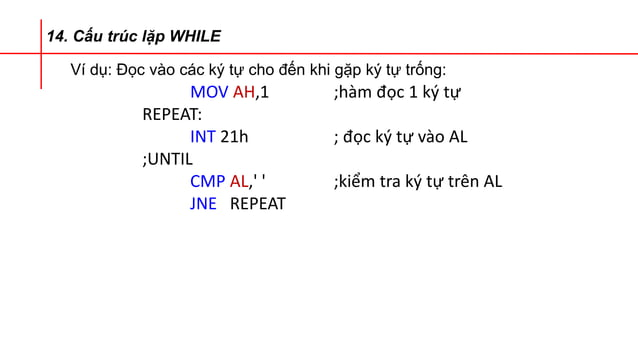 14. Cấu trúc lặp WHILE
Ví dụ: Đọc vào các ký tự cho đến khi gặp ký tự trống:
MOV AH,1 ;hàm đọc 1 ký tự
REPEAT:
INT 21h ; đọc ký tự vào AL
;UNTIL
CMP AL,' ' ;kiểm tra ký tự trên AL
JNE REPEAT